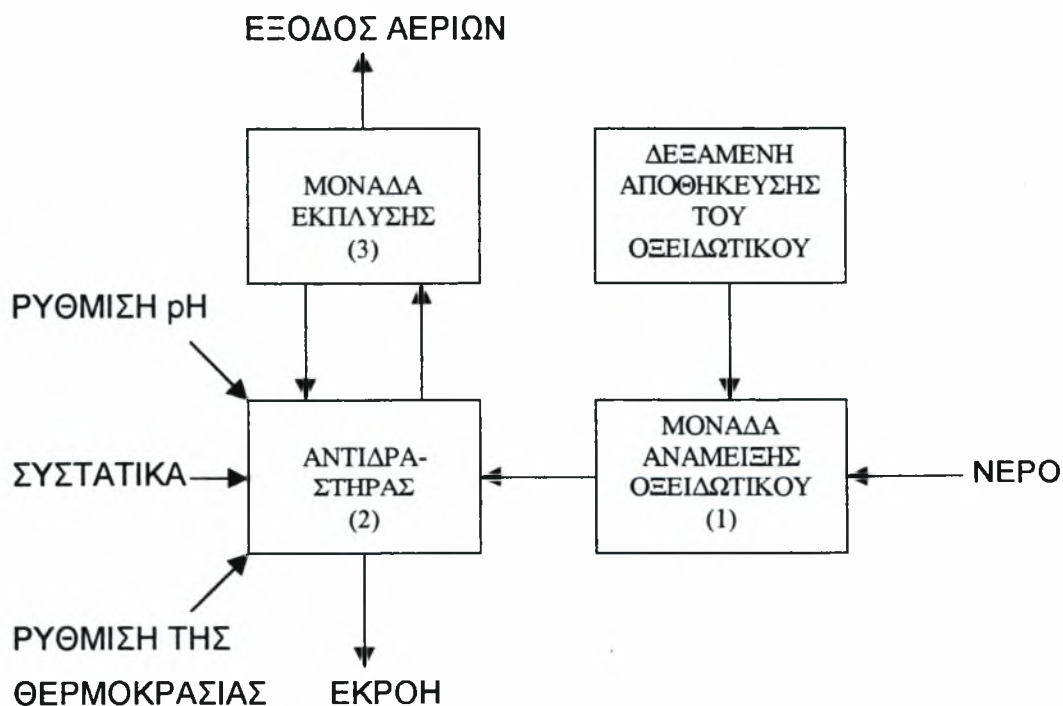 ΕΞΟΔΟΣ ΑΕΡΙΩΝ
ΜΟΝΑΔΑ
ΕΚΠΛΥΣΗΣ
(3)
ΔΕΞΑΜΕΝΗ
ΑΠΟΘΗΚΕΥΣΗΣ
ΤΟΥ
ΟΞΕΙΔΩΤΙΚΟΥ
ΡΥΘΜΙΣΗ pH
ΣΥΣΤΑΤΙΚΑ
ΑΝΤΙΔΡΑ-
ΣΤΗΡΑΣ
(2)
ΜΟΝΑΔΑ
ΑΝΑΜΕΙΞΗΣ
ΟΞΕΙΔΩΤΙΚΟΥ
(1)
ΝΕΡΟ
ΡΥΘΜΙΣΗ ΤΗΣ
ΘΕΡΜΟΚΡΑΣΙΑΣ
ΕΚΡΟΗ